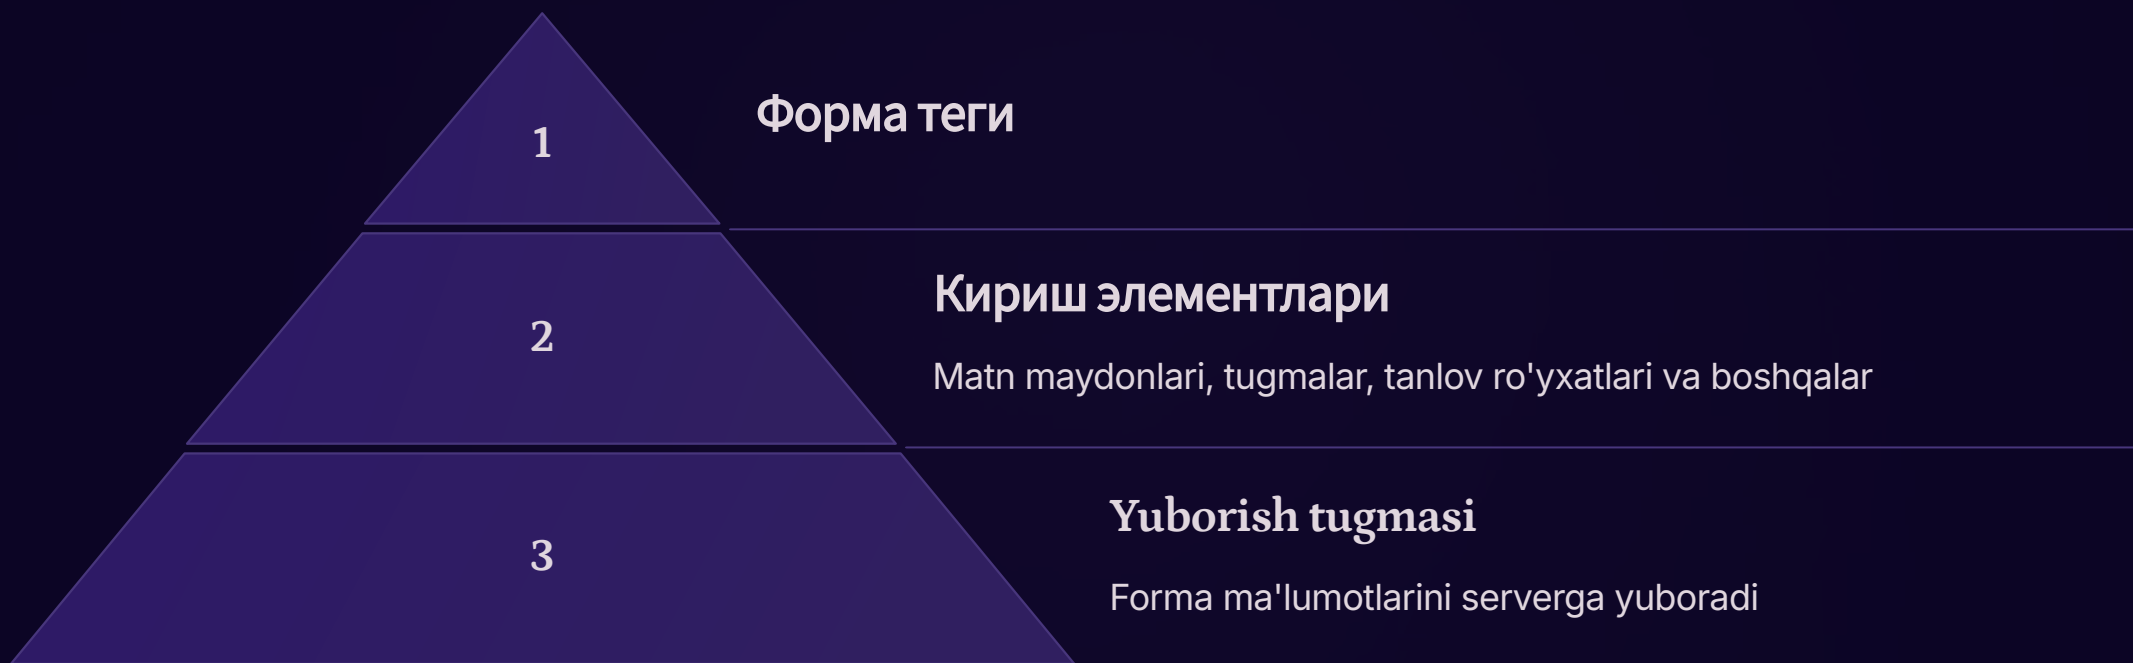 1
Форма теги
2
Кириш элементлари
Matn maydonlari, tugmalar, tanlov ro'yxatlari va boshqalar
3
Yuborish tugmasi
Forma ma'lumotlarini serverga yuboradi